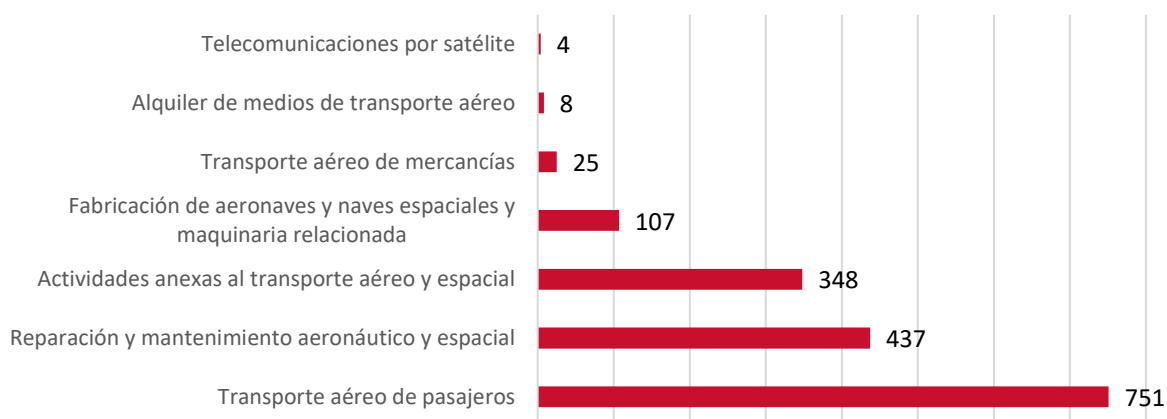 Telecomunicaciones por satélite
4
Alquiler de medios de transporte aéreo
8
Transporte aéreo de mercancías
25
Fabricación de aeronaves y naves espaciales y
maquinaria relacionada
107
Actividades anexas al transporte aéreo y espacial
348
Reparación y mantenimiento aeronáutico y espacial
437
Transporte aéreo de pasajeros
751